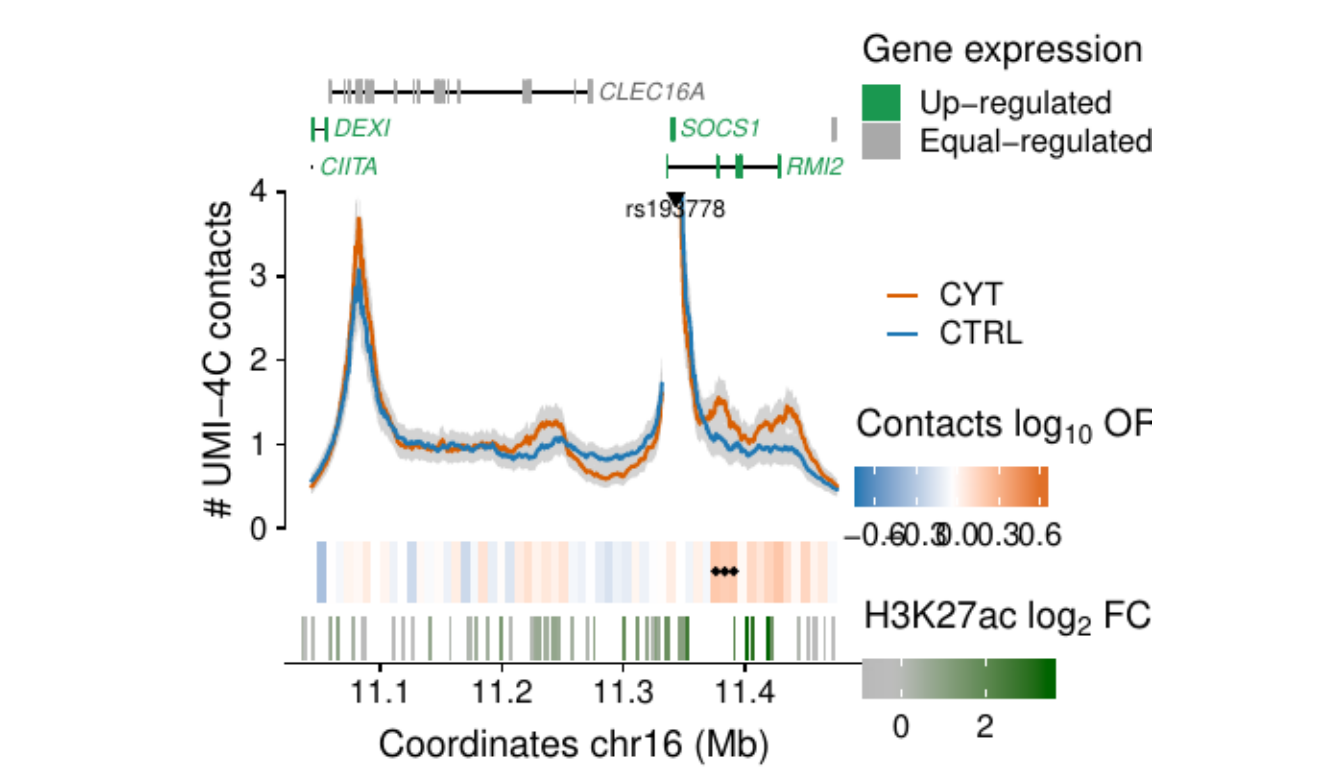 Gene expression
Up−regulated
Equal−regulated
CLEC16A
DEXI
SOCS1
CIITA
RMI2
rs193778
# UMI−4C contacts
4
3
2
1
0
CYT
CTRL
Contacts log10 OR
−0.6−0.30.00.30.6
H3K27ac log2 FC
0 2
11.1 11.2 11.3 11.4
Coordinates chr16 (Mb)